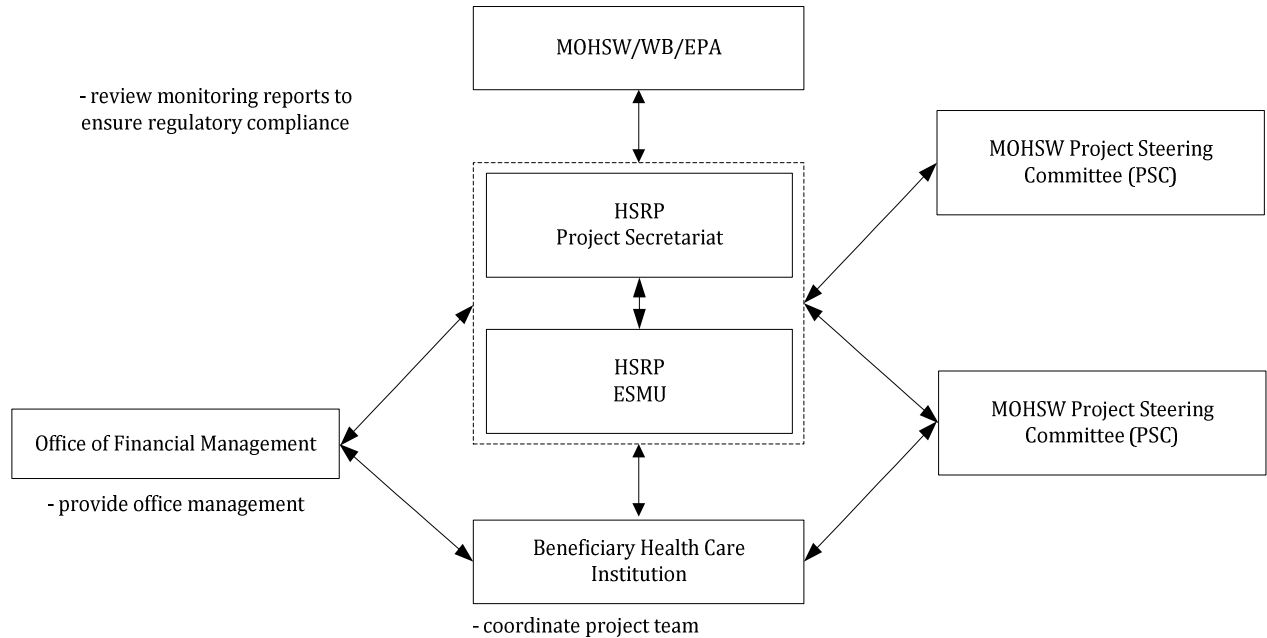 MOHSW/WB/EPA
- review monitoring reports to
ensure regulatory compliance
MOHSW Project Steering
Committee (PSC)
HSRP
Project Secretariat
HSRP
ESMU
MOHSW Project Steering
Committee (PSC)
Office of Financial Management
- provide office management
Beneficiary Health Care
Institution
- coordinate project team